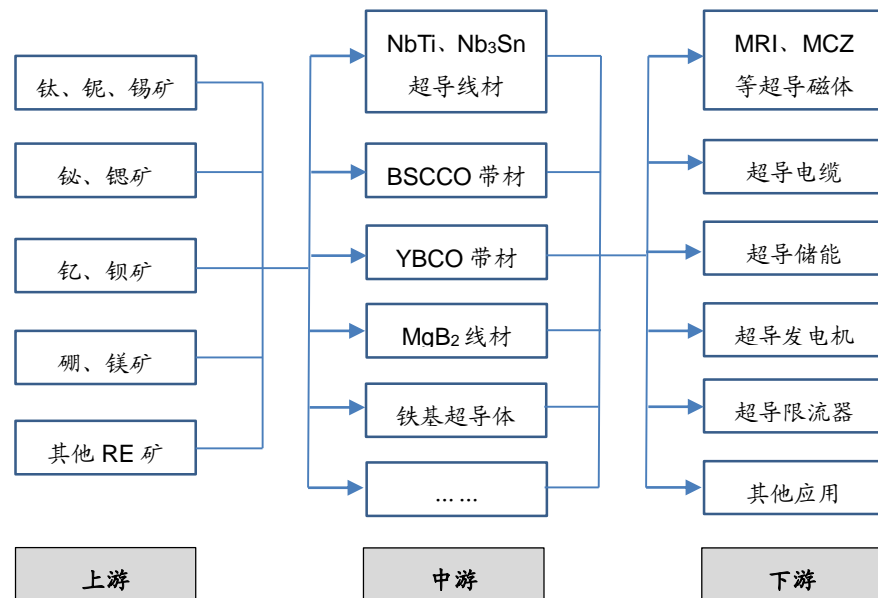 钛、铌、锡矿
铋、锶矿
钇、钡矿
硼、镁矿
其他 RE 矿
上游
NbTi、Nb₃Sn
超导线材
BSCCO 带材
YBCO 带材
MgB₂ 线材
铁基超导体
... ...
中游
MRI、MCZ
等超导磁体
超导电缆
超导储能
超导发电机
超导限流器
其他应用
下游